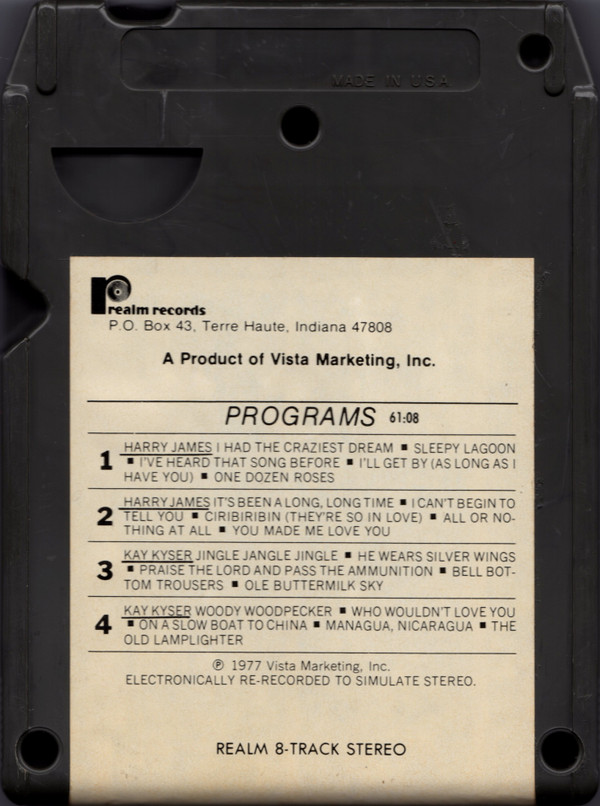 MADE IN USA
realm records
P.O. Box 43, Terre Haute, Indiana 47808
A Product of Vista Marketing, Inc.
PROGRAMS 61:08
1 HARRY JAMES I HAD THE CRAZIEST DREAM ■ SLEEPY LAGOON
■ I'VE HEARD THAT SONG BEFORE ■ I'LL GET BY (AS LONG AS I
HAVE YOU) ■ ONE DOZEN ROSES
2 HARRY JAMES IT'S BEEN A LONG, LONG TIME ■ I CAN'T BEGIN TO
TELL YOU ■ CIRIBIRIBIN (THEY'RE SO IN LOVE) ■ ALL OR NO-
THING AT ALL ■ YOU MADE ME LOVE YOU
3 KAY KYSER JINGLE JANGLE JINGLE ■ HE WEARS SILVER WINGS
■ PRAISE THE LORD AND PASS THE AMMUNITION ■ BELL BOT-
TOM TROUSERS ■ OLE BUTTERMILK SKY
4 KAY KYSER WOODY WOODPECKER ■ WHO WOULDN'T LOVE YOU
■ ON A SLOW BOAT TO CHINA ■ MANAGUA, NICARAGUA ■ THE
OLD LAMPLIGHTER
℗ 1977 Vista Marketing, Inc.
ELECTRONICALLY RE-RECORDED TO SIMULATE STEREO.
REALM 8-TRACK STEREO